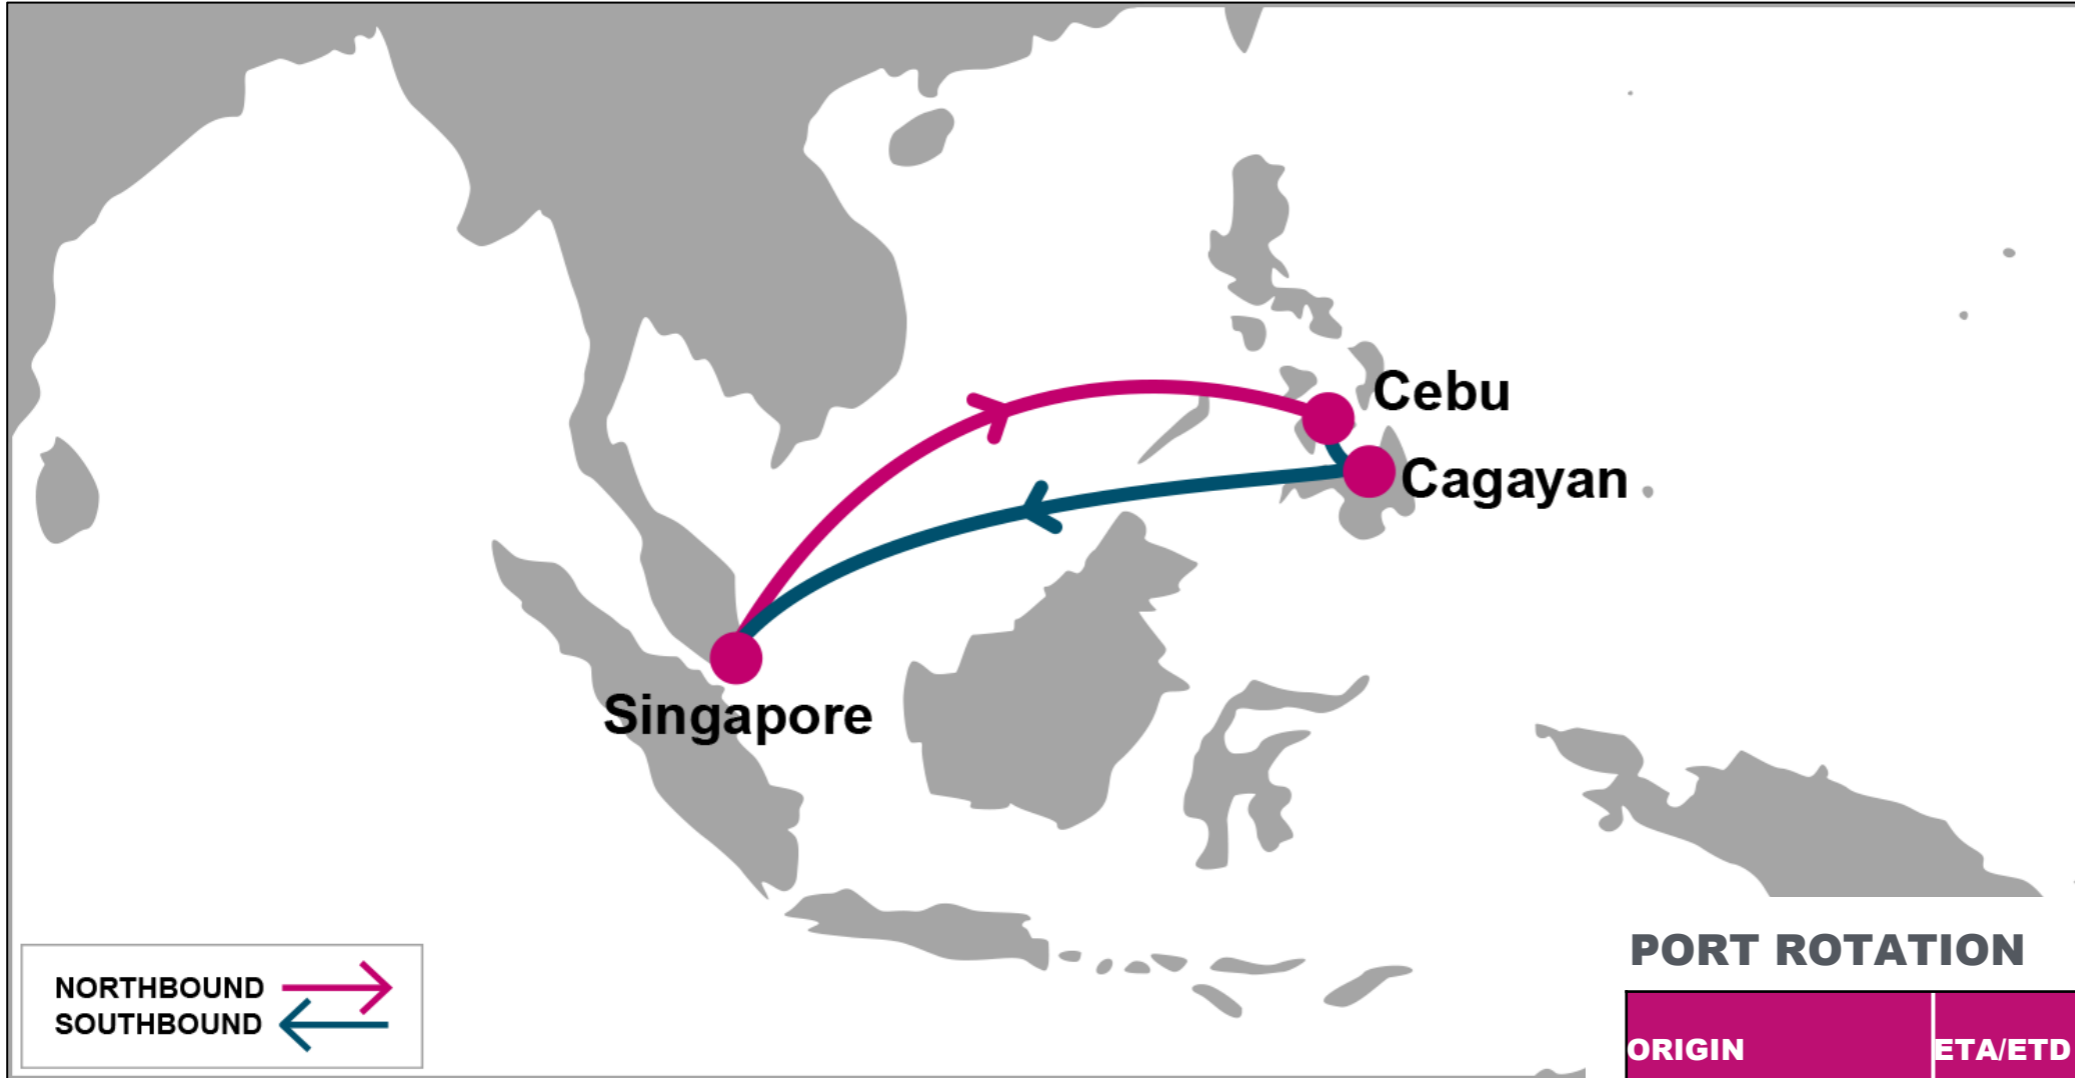 Cebu
Cagayan
Singapore
NORTHBOUND
SOUTHBOUND
PORT ROTATION
ORIGIN ETA/ETD